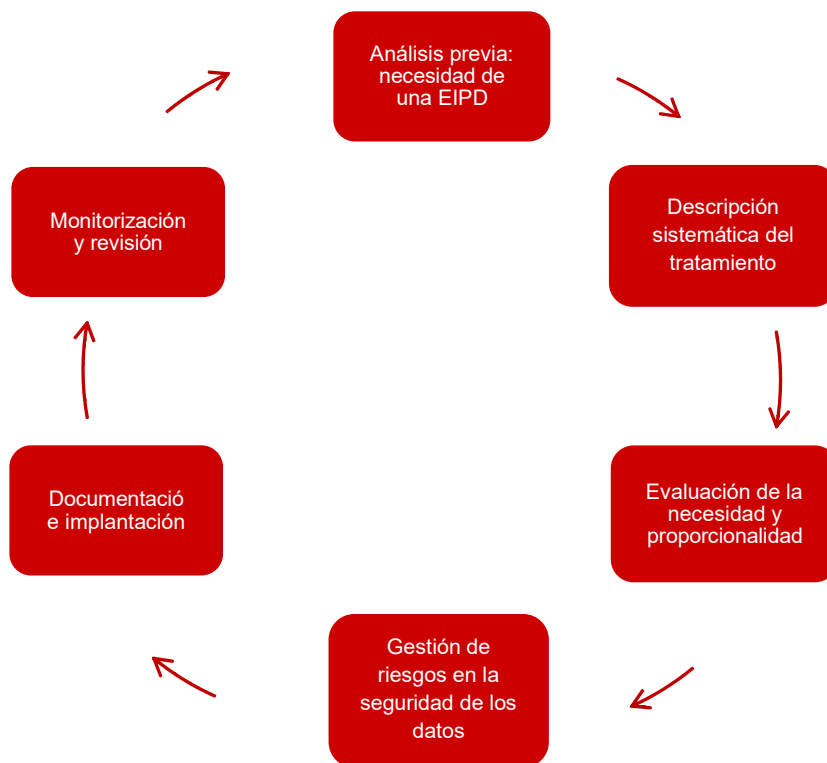 Análisis previa:
necesidad de
una EIPD
Descripción
sistemática del
tratamiento
Evaluación de la
necesidad y
proporcionalidad
Gestión de
riesgos en la
seguridad de los
datos
Documentació
e implantación
Monitorización
y revisión